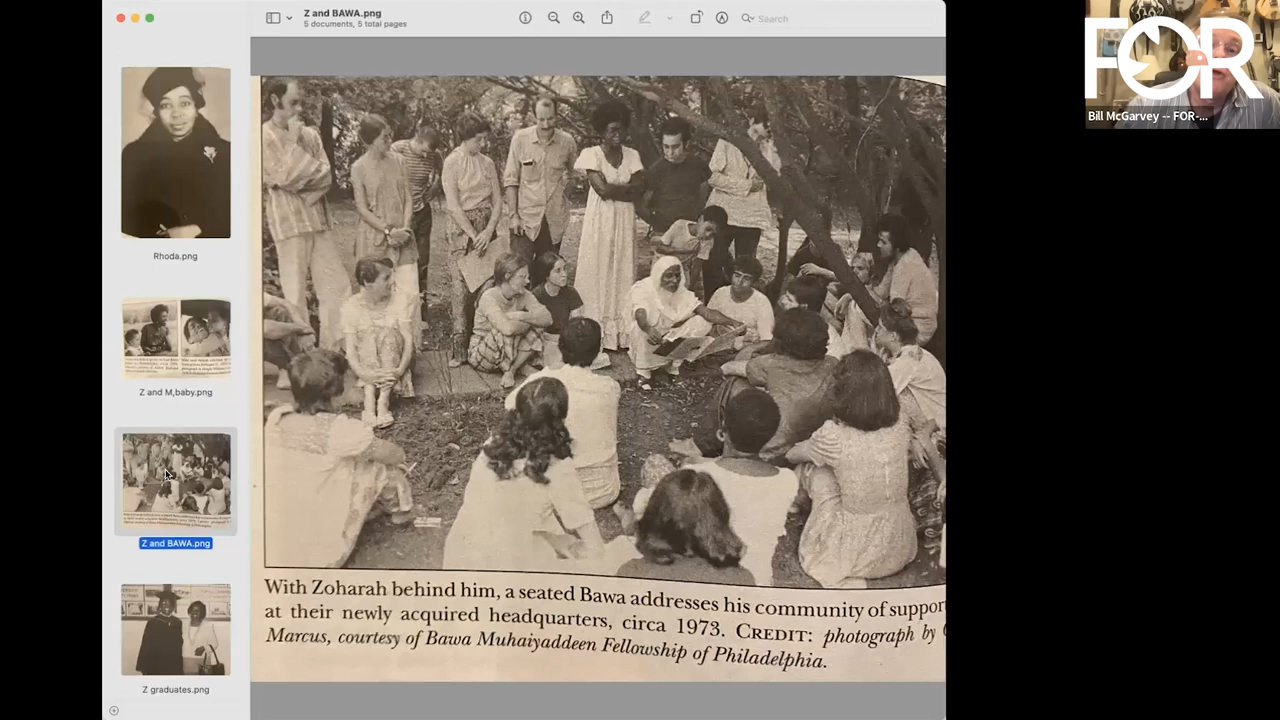 Z and BAWA.png
5 documents, 5 total pages
Search
FOR
Bill McGarvey -- FOR-...
Rhoda.png
Z and M,baby.png
Z and BAWA.png
Z graduates.png
With Zoharah behind him, a seated Bawa addresses his community of suppor
at their newly acquired headquarters, circa 1973. CREDIT: photograph by
Marcus, courtesy of Bawa Muhaiyaddeen Fellowship of Philadelphia.